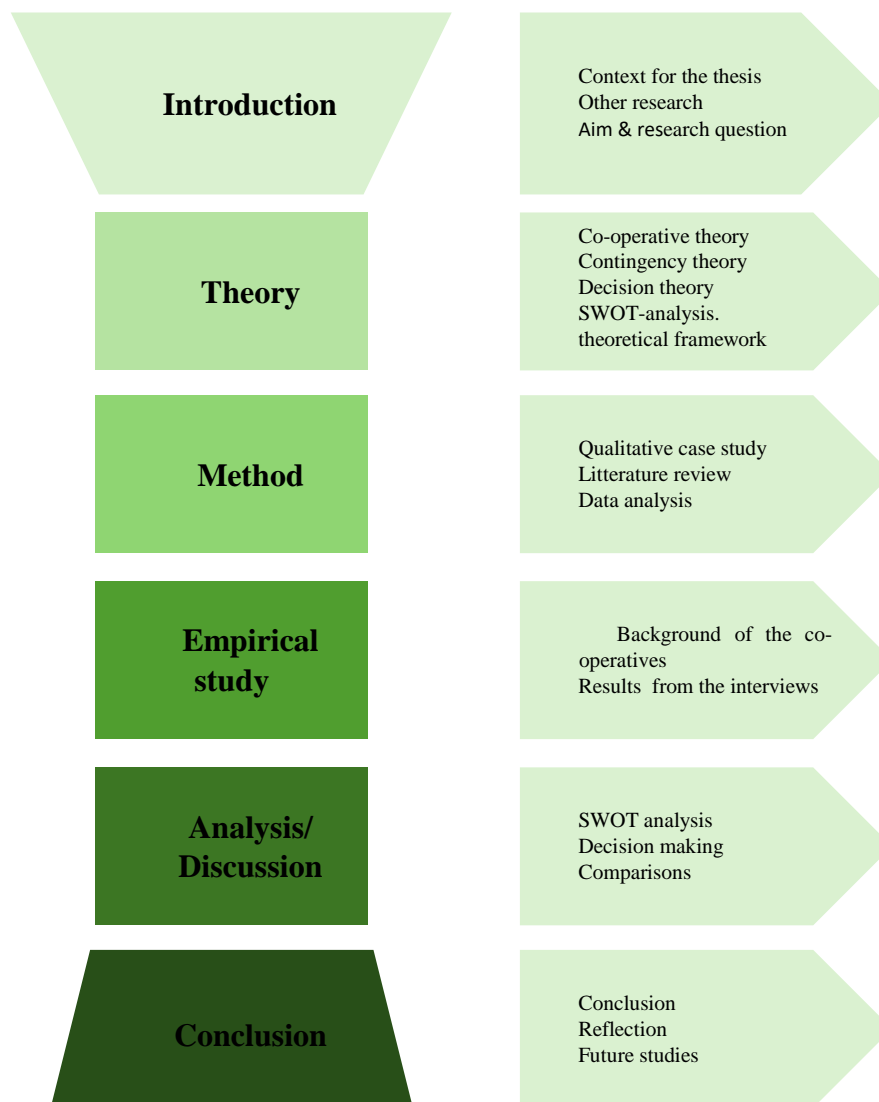 Introduction
Context for the thesis
Other research
Aim & research question
Theory
Co-operative theory
Contingency theory
Decision theory
SWOT-analysis.
theoretical framework
Method
Qualitative case study
Litterature review
Data analysis
Empirical
study
Background of the co-
operatives
Results from the interviews
Analysis/
Discussion
SWOT analysis
Decision making
Comparisons
Conclusion
Conclusion
Reflection
Future studies